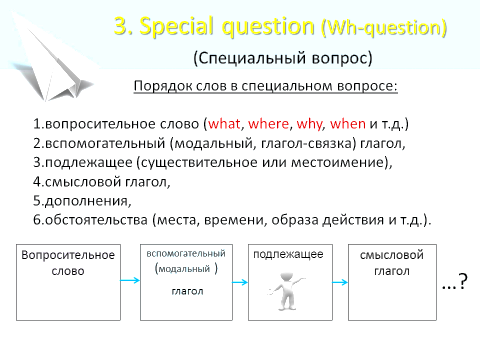 3. Special question (Wh-question)
(Специальный вопрос)
Порядок слов в специальном вопросе:
1.вопросительное слово (what, where, why, when и т.д.)
2.вспомогательный (модальный, глагол-связка) глагол,
3.подлежащее (существительное или местоимение),
4.смысловой глагол,
5.дополнения,
6.обстоятельства (места, времени, образа действия и т.д.).
Вопросительное
слово
вспомогательный
(модальный )
глагол
подлежащее
смысловой
глагол
...?